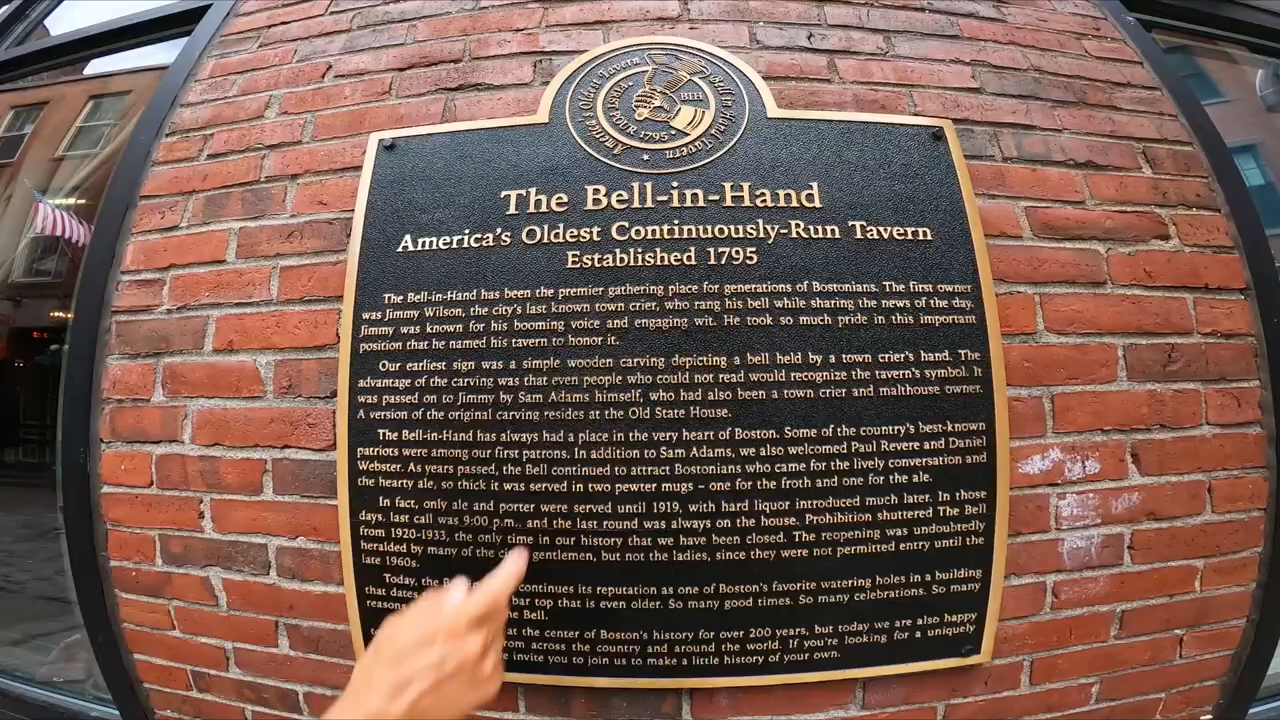 America's Oldest Tavern Bell-in-Hand Tavern
FIRST
POUR 1795
BIH
The Bell-in-Hand
America's Oldest Continuously-Run Tavern
Established 1795
The Bell-in-Hand has been the premier gathering place for generations of Bostonians. The first owner
was Jimmy Wilson, the city's last known town crier, who rang his bell while sharing the news of the day.
Jimmy was known for his booming voice and engaging wit. He took so much pride in this important
position that he named his tavern to honor it.
Our earliest sign was a simple wooden carving depicting a bell held by a town crier's hand. The
advantage of the carving was that even people who could not read would recognize the tavern's symbol. It
was passed on to Jimmy by Sam Adams himself, who had also been a town crier and malthouse owner.
A version of the original carving resides at the Old State House.
The Bell-in-Hand has always had a place in the very heart of Boston. Some of the country's best-known
patriots were among our first patrons. In addition to Sam Adams, we also welcomed Paul Revere and Daniel
Webster. As years passed, the Bell continued to attract Bostonians who came for the lively conversation and
the hearty ale, so thick it was served in two pewter mugs – one for the froth and one for the ale.
In fact, only ale and porter were served until 1919, with hard liquor introduced much later. In those
days, last call was 9:00 p.m., and the last round was always on the house. Prohibition shuttered The Bell
from 1920-1933, the only time in our history that we have been closed. The reopening was undoubtedly
heralded by many of the gentlemen, but not the ladies, since they were not permitted entry until the
late 1960s.
Today, the continues its reputation as one of Boston's favorite watering holes in a building
that dates bar top that is even older. So many good times. So many celebrations. So many
reasons Bell.
at the center of Boston's history for over 200 years, but today we are also happy
from across the country and around the world. If you're looking for a uniquely
invite you to join us to make a little history of your own.